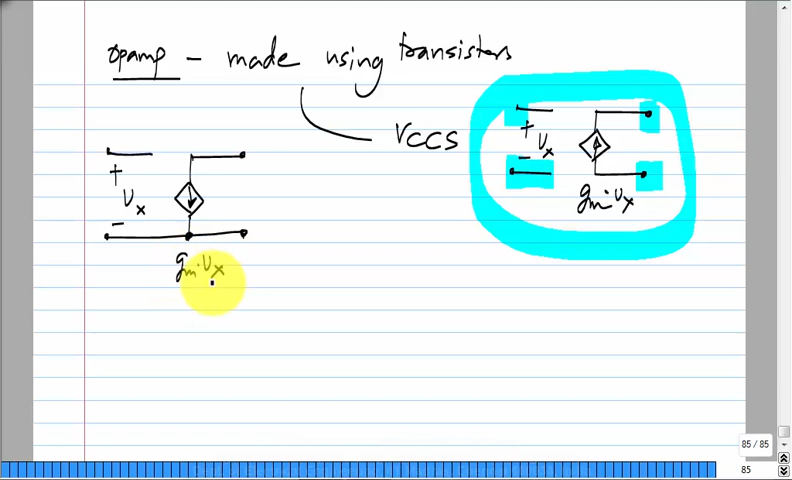 opamp - made using transistors
VCCS
+
Vx
-
gm·Vx
+
Vx
-
gm·Vx
85 / 85
85